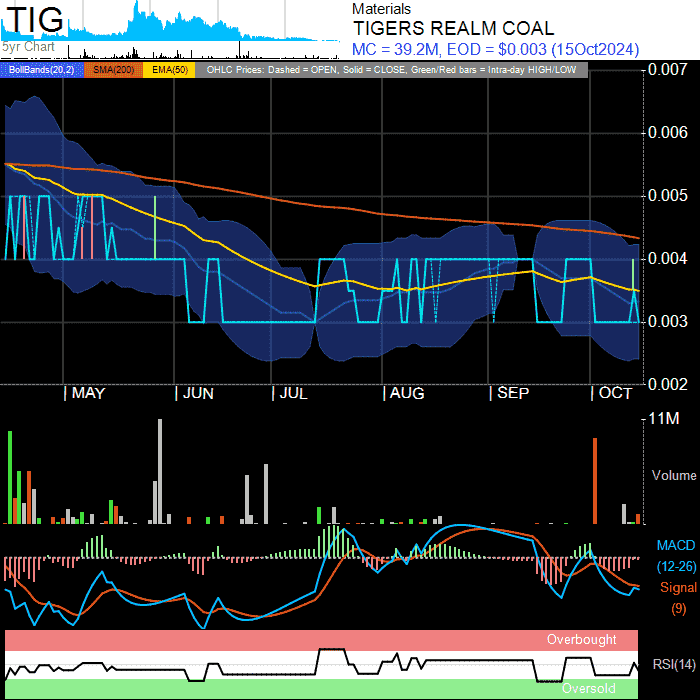 TIG
5yr Chart
Materials
TIGERS REALM COAL
MC = 39.2M, EOD = $0.003 (15Oct2024)
BollBands(20,2) SMA(200) EMA(50) OHLC Prices: Dashed = OPEN, Solid = CLOSE, Green/Red bars = Intra-day HIGH/LOW
0.007
0.006
0.005
0.004
0.003
0.002
| MAY | JUN | JUL | AUG | SEP | OCT
11M
Volume
MACD
(12-26)
Signal
(9)
Overbought
RSI(14)
Oversold